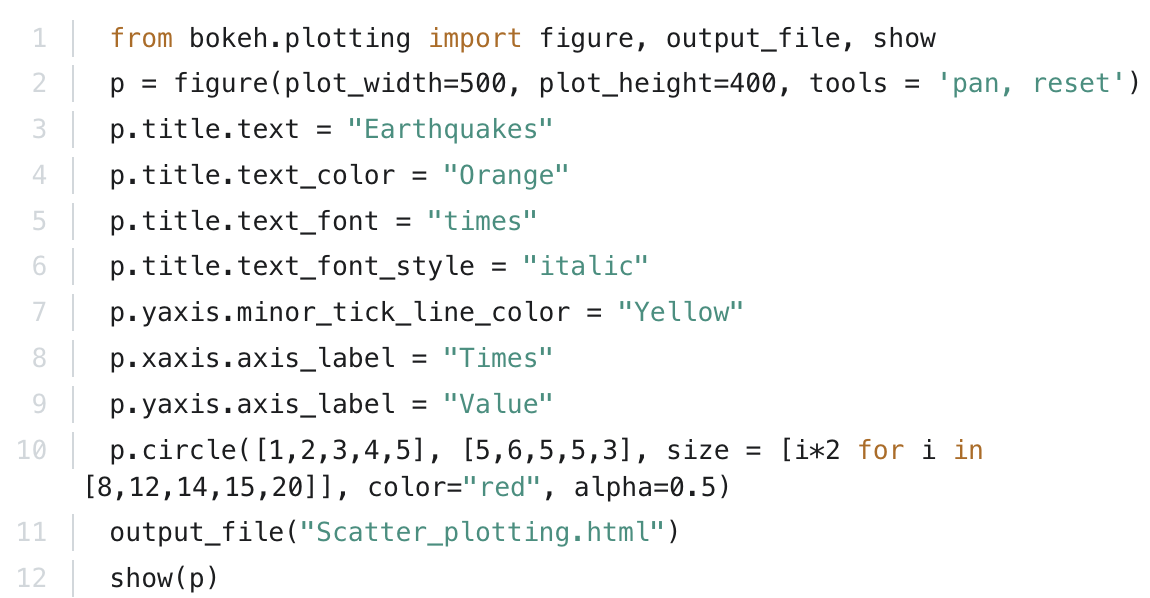 1 from bokeh.plotting import figure, output_file, show
2 p = figure(plot_width=500, plot_height=400, tools = 'pan, reset')
3 p.title.text = "Earthquakes"
4 p.title.text_color = "Orange"
5 p.title.text_font = "times"
6 p.title.text_font_style = "italic"
7 p.yaxis.minor_tick_line_color = "Yellow"
8 p.xaxis.axis_label = "Times"
9 p.yaxis.axis_label = "Value"
10 p.circle([1,2,3,4,5], [5,6,5,5,3], size = [i*2 for i in
[8,12,14,15,20]], color="red", alpha=0.5)
11 output_file("Scatter_plotting.html")
12 show(p)